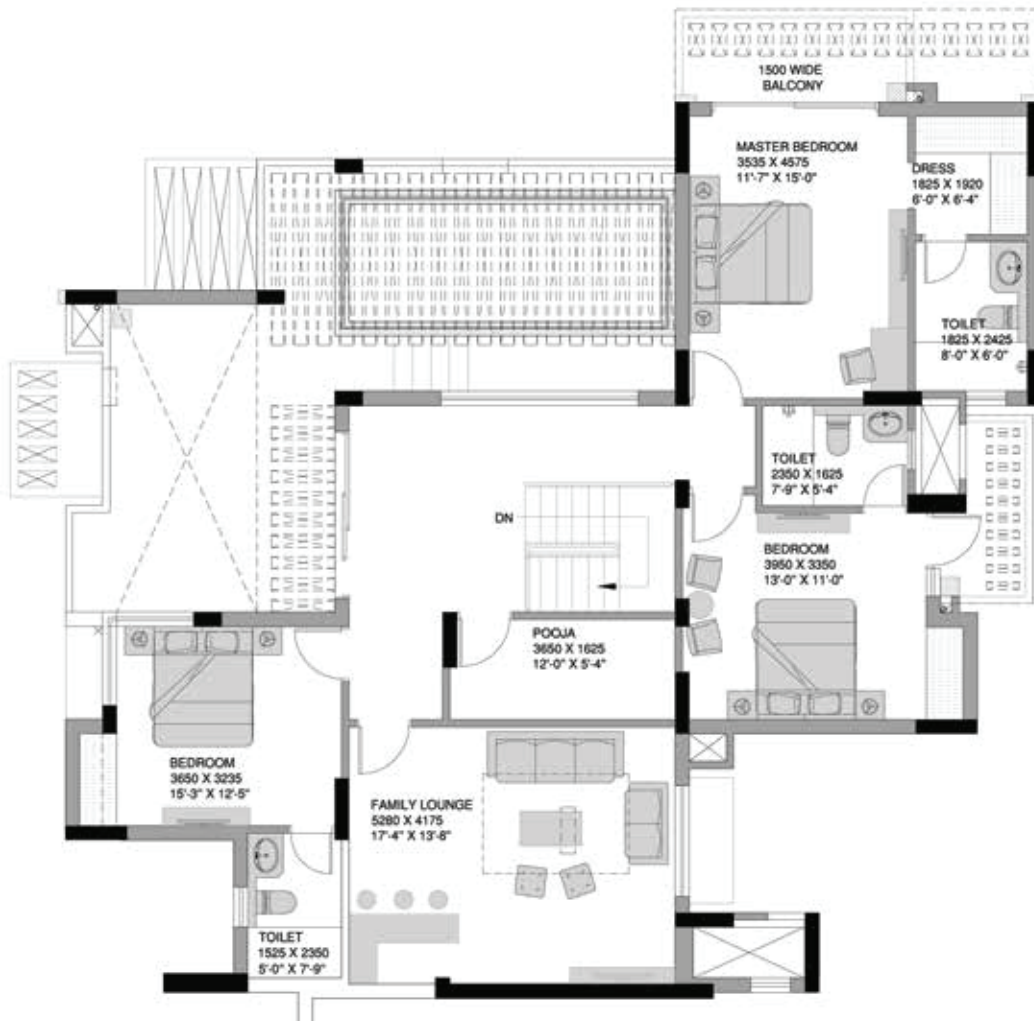 1500 WIDE
BALCONY
MASTER BEDROOM
3535 X 4575
11'-7" X 15'-0"
DRESS
1825 X 1920
6'-0" X 6'-4"
TOILET
1825 X 2425
8'-0" X 6'-0"
TOILET
2350 X 1625
7'-9" X 5'-4"
DN
BEDROOM
3950 X 3350
13'-0" X 11'-0"
POOJA
3650 X 1625
12'-0" X 5'-4"
BEDROOM
3650 X 3235
15'-3" X 12'-5"
FAMILY LOUNGE
5280 X 4175
17'-4" X 13'-8"
TOILET
1525 X 2350
5'-0" X 7'-9"